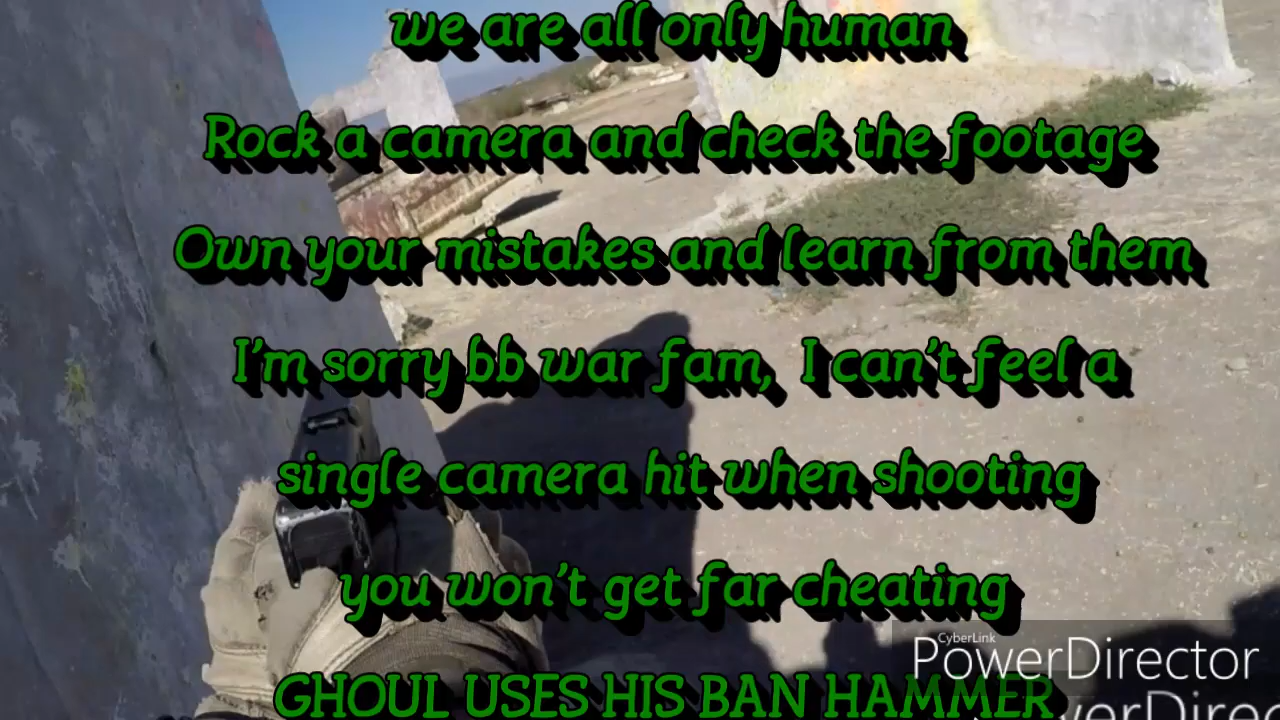 we are all only human
Rock a camera and check the footage
Own your mistakes and learn from them
I'm sorry bb war fam, I can't feel a
single camera hit when shooting
you won't get far cheating
CyberLink
PowerDirector
GHOUL USES HIS BAN HAMMER